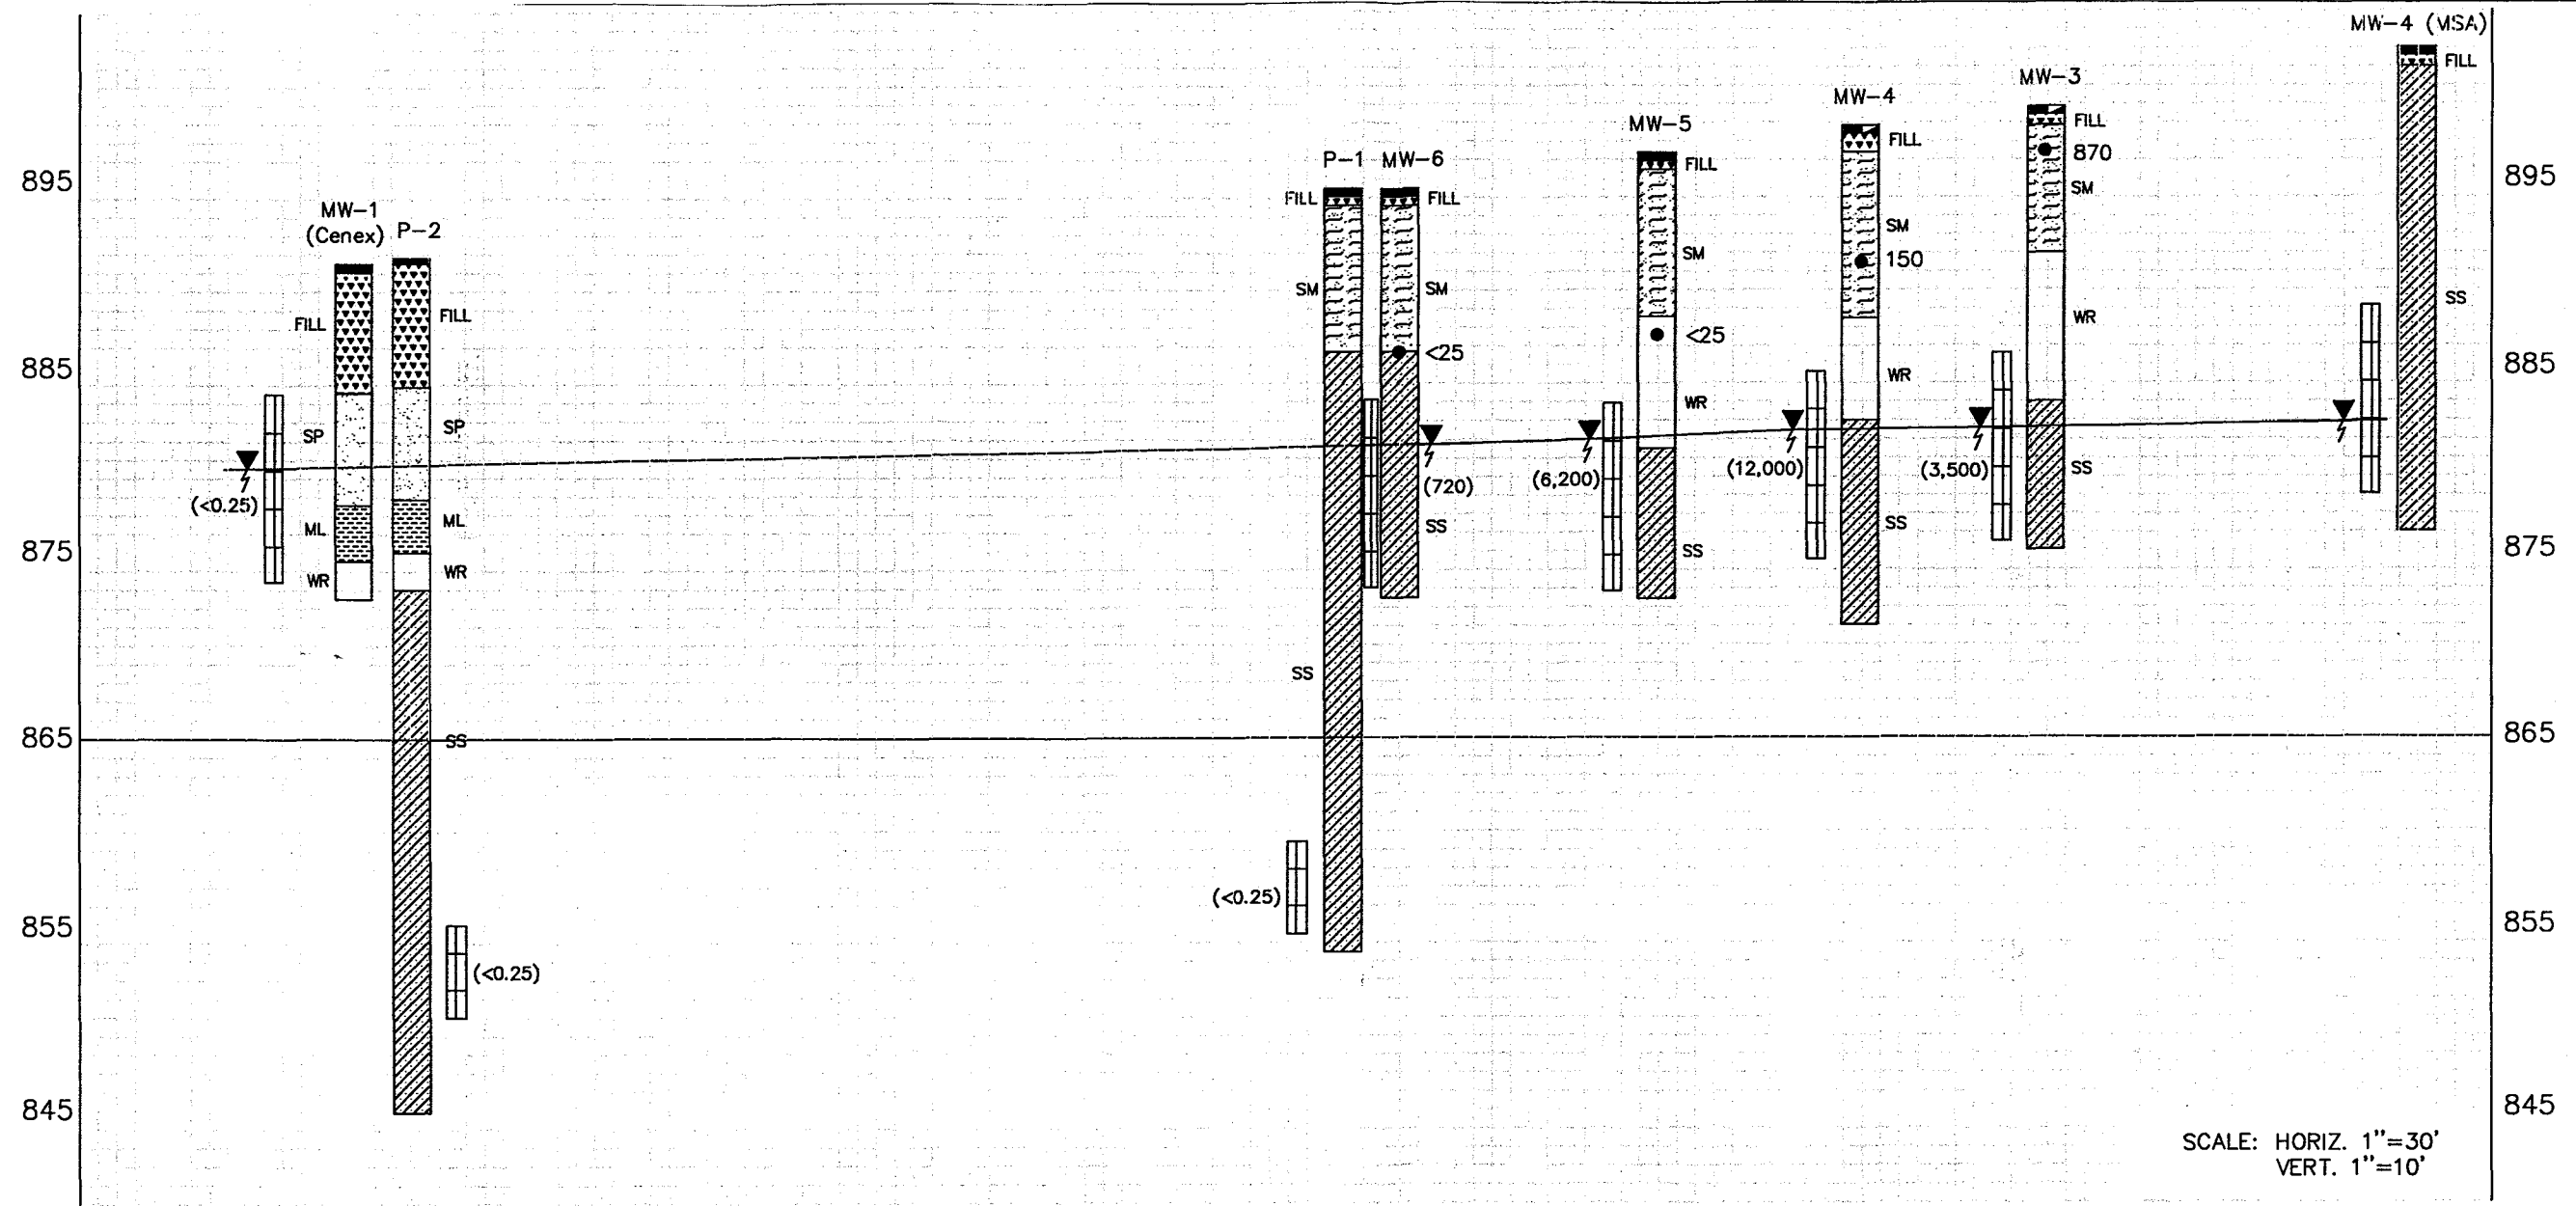 MW-4 (MSA)
FILL
MW-3
FILL
870
SM
MW-4
FILL
SM
150
MW-5
FILL
SM
<25
P-1 MW-6
FILL
FILL
SM
SM
<25
MW-1
(Cenex)
P-2
FILL
FILL
895
895
885
885
SS
WR
WR
WR
SP
SP
(<0.25)
(720)
(6,200)
(12,000)
(3,500)
SS
ML
ML
SS
SS
SS
875
875
WR
WR
SS
865
SS
865
(<0.25)
855
855
(<0.25)
845
845
SCALE: HORIZ. 1"=30'
VERT. 1"=10'